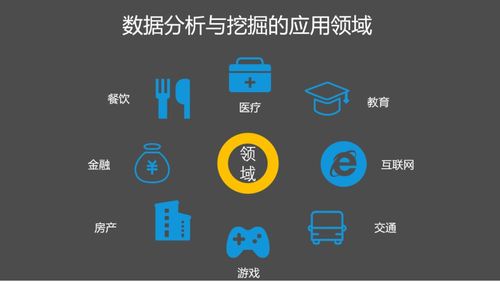 数据分析与挖掘的应用领域
餐饮
医疗
教育
金融
¥
领
域
互联网
房产
交通
游戏